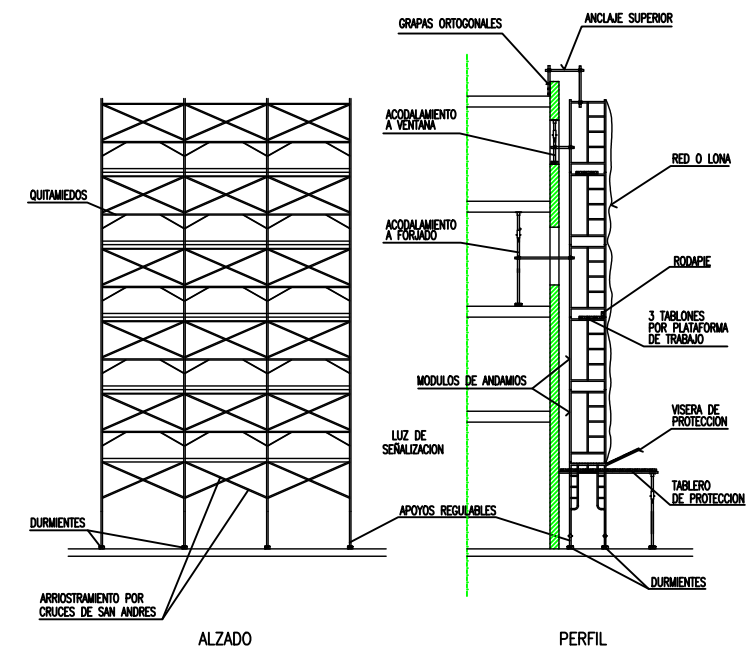 GRAPAS ORTOGONALES
ANCLAJE SUPERIOR
ACODALAMIENTO
A VENTANA
RED O LONA
QUITAMIEDOS
ACODALAMIENTO
A FORJADO
RODAPIE
3 TABLONES
POR PLATAFORMA
DE TRABAJO
MODULOS DE ANDAMIOS
VISERA DE
PROTECCION
LUZ DE
SEÑALIZACION
TABLERO
DE PROTECCION
DURMIENTES
APOYOS REGULABLES
DURMIENTES
ARRIOSTRAMIENTO POR
CRUCES DE SAN ANDRES
ALZADO
PERFIL